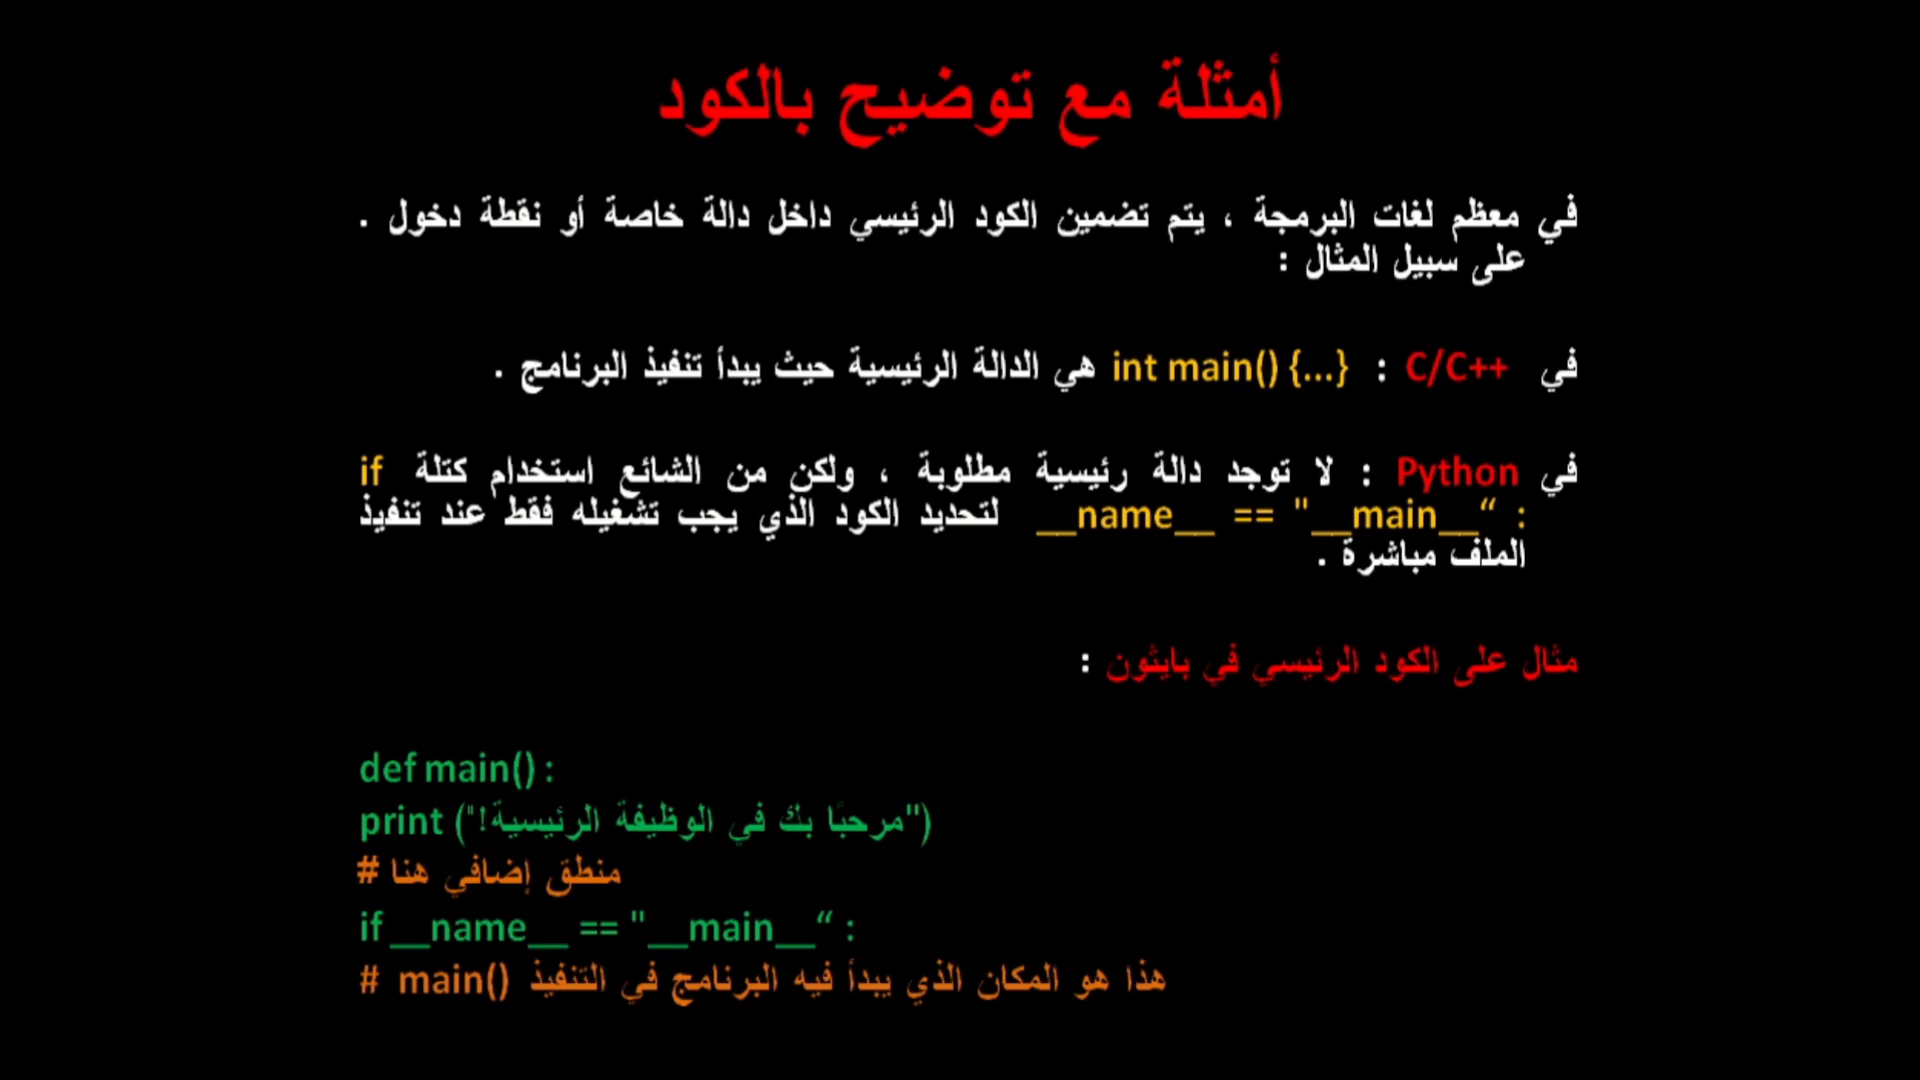 أمثلة مع توضيح بالكود
في معظم لغات البرمجة ، يتم تضمين الكود الرئيسي داخل دالة خاصة أو نقطة دخول .
على سبيل المثال :
في C/C++ : int main() {...} هي الدالة الرئيسية حيث يبدأ تنفيذ البرنامج .
في Python : لا توجد دالة رئيسية مطلوبة ، ولكن من الشائع استخدام كتلة if
__name__ == "__main__“ : لتحديد الكود الذي يجب تشغيله فقط عند تنفيذ
الملف مباشرة .
مثال على الكود الرئيسي في بايثون :
def main() :
print ("مرحبًا بك في الوظيفة الرئيسية!")
# منطق إضافي هنا
if __name__ == "__main__“ :
# main() هذا هو المكان الذي يبدأ فيه البرنامج في التنفيذ